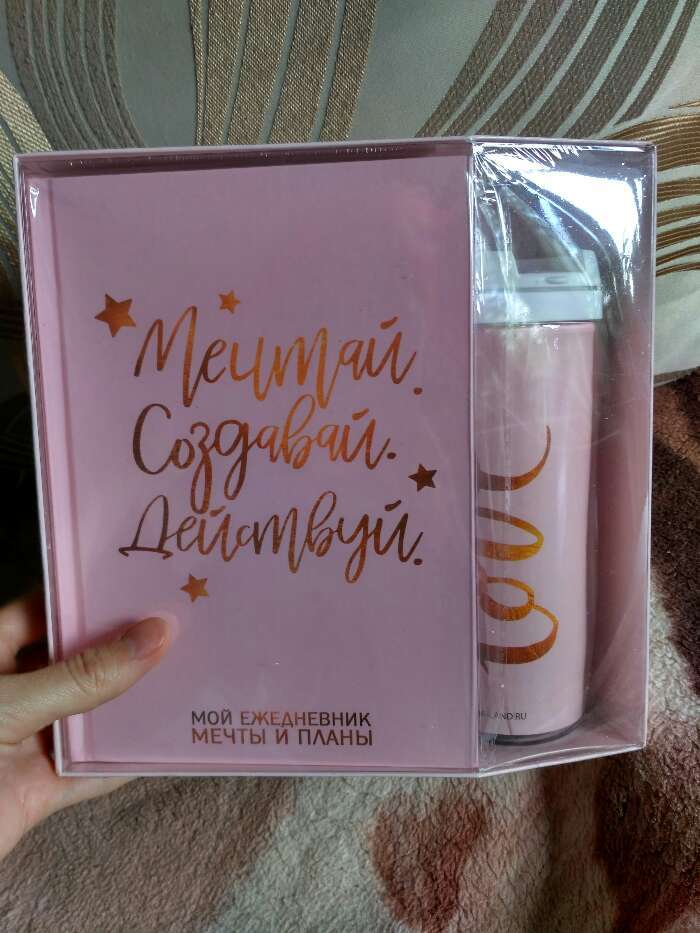 Мечтай.
Создавай.
Действуй.
МОЙ ЕЖЕДНЕВНИК
МЕЧТЫ И ПЛАНЫ
Love